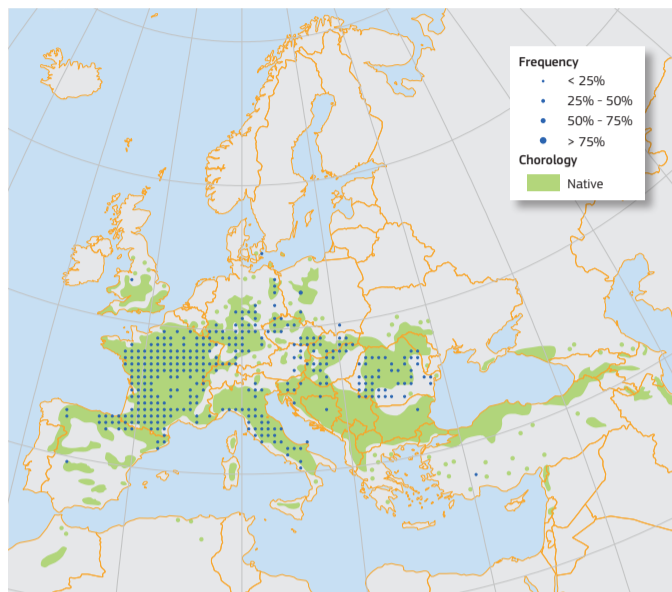 Frequency
< 25%
25% - 50%
50% - 75%
> 75%
Chorology
Native